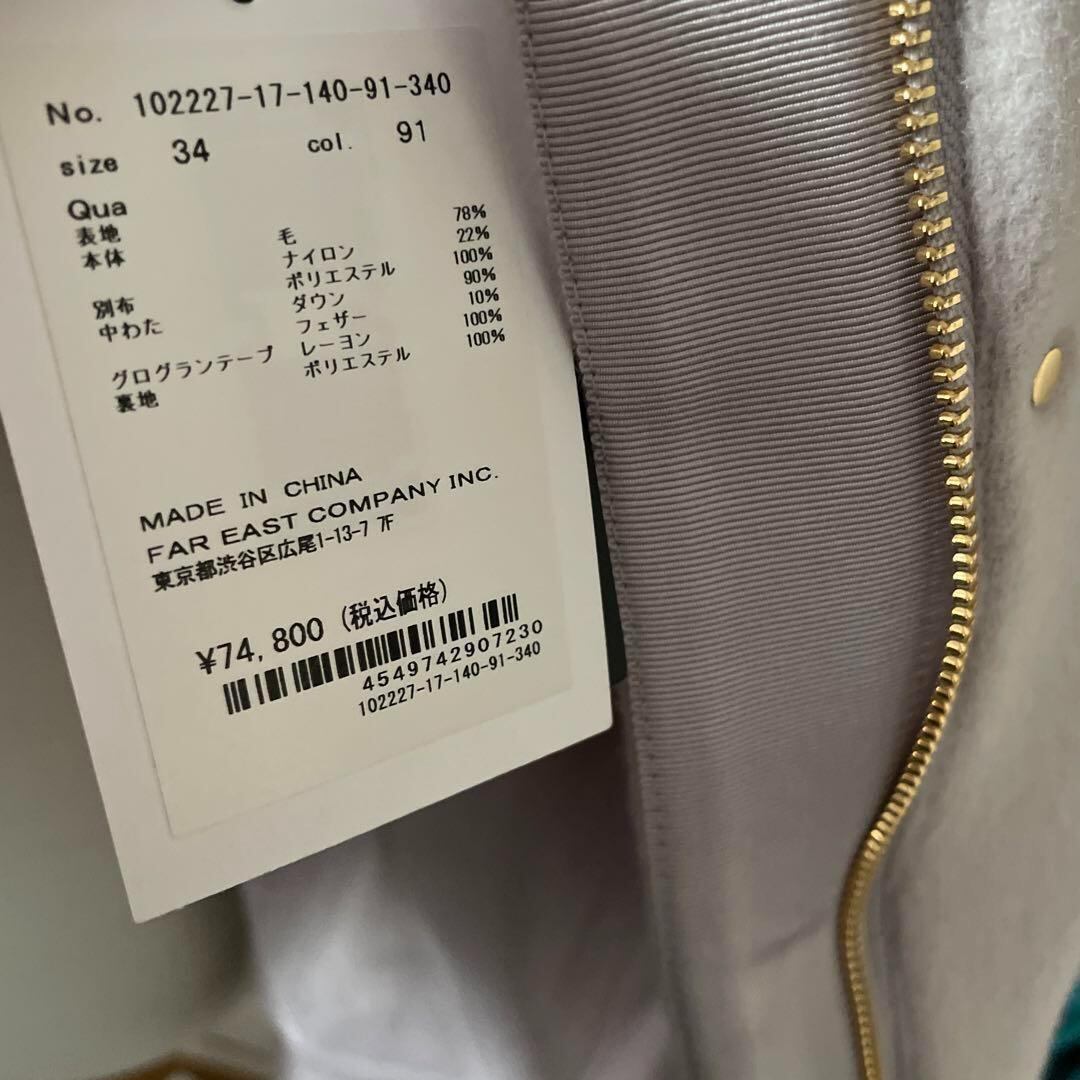 No. 102227-17-140-91-340
size 34 col. 91
Qua
表地
本体 毛 78%
ナイロン 22%
別布 ポリエステル 100%
中わた ダウン 90%
フェザー 10%
グログランテープ レーヨン 100%
裏地 ポリエステル 100%
MADE IN CHINA
FAR EAST COMPANY INC.
東京都渋谷区広尾1-13-7 7F
¥74,800 (税込価格)
4549742907230
102227-17-140-91-340